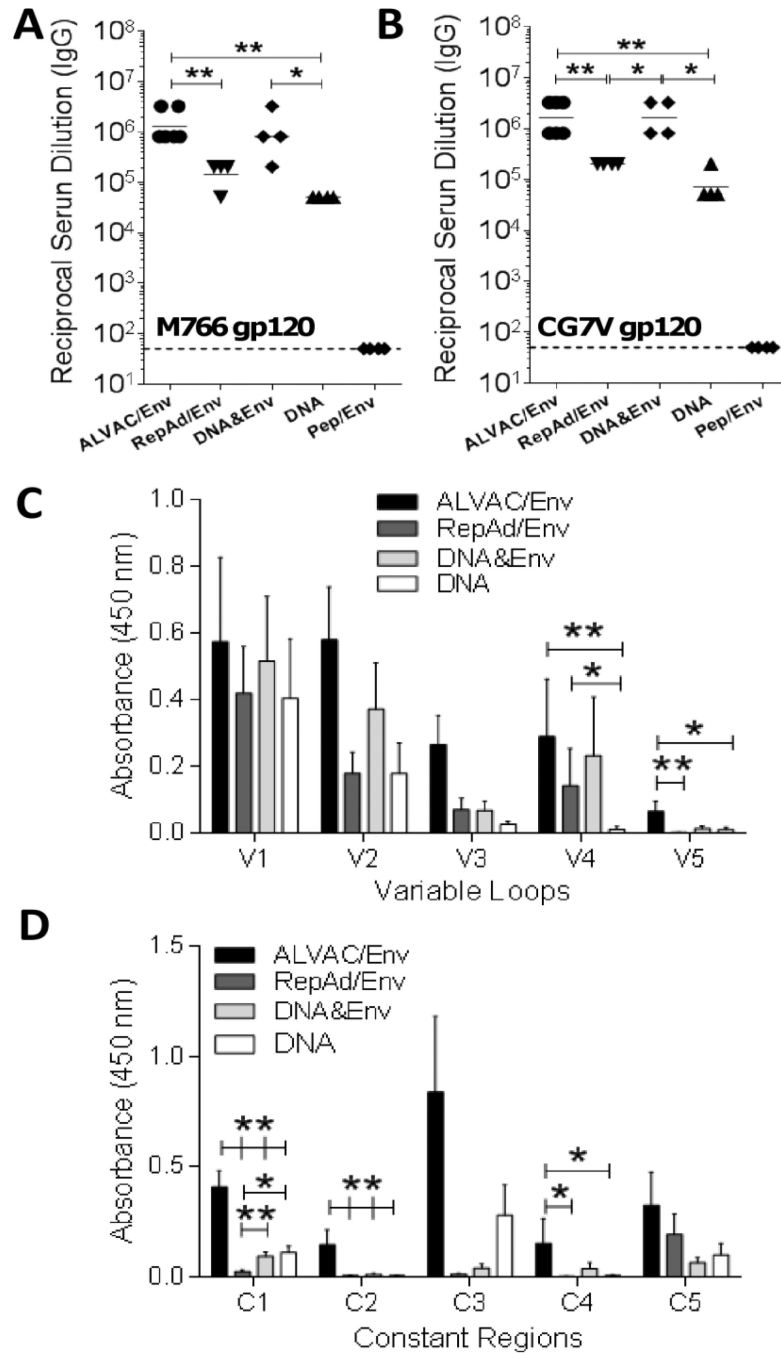 A
Reciprocal Serun Dilution (IgG)
10^8
10^7
10^6
10^5
10^4
10^3
10^2
10^1
**
** *
M766 gp120
ALVAC/Env RepAd/Env DNA&Env DNA Pep/Env
B
Reciprocal Serun Dilution (IgG)
10^8
10^7
10^6
10^5
10^4
10^3
10^2
10^1
**
** * *
CG7V gp120
ALVAC/Env RepAd/Env DNA&Env DNA Pep/Env
C
ALVAC/Env
RepAd/Env
DNA&Env
DNA
Absorbance (450 nm)
1.0
0.8
0.6
0.4
0.2
0.0
**
*
*
**
V1 V2 V3 V4 V5
Variable Loops
D
ALVAC/Env
RepAd/Env
DNA&Env
DNA
Absorbance (450 nm)
1.5
1.0
0.5
0.0
**
*
**
**
*
*
C1 C2 C3 C4 C5
Constant Regions